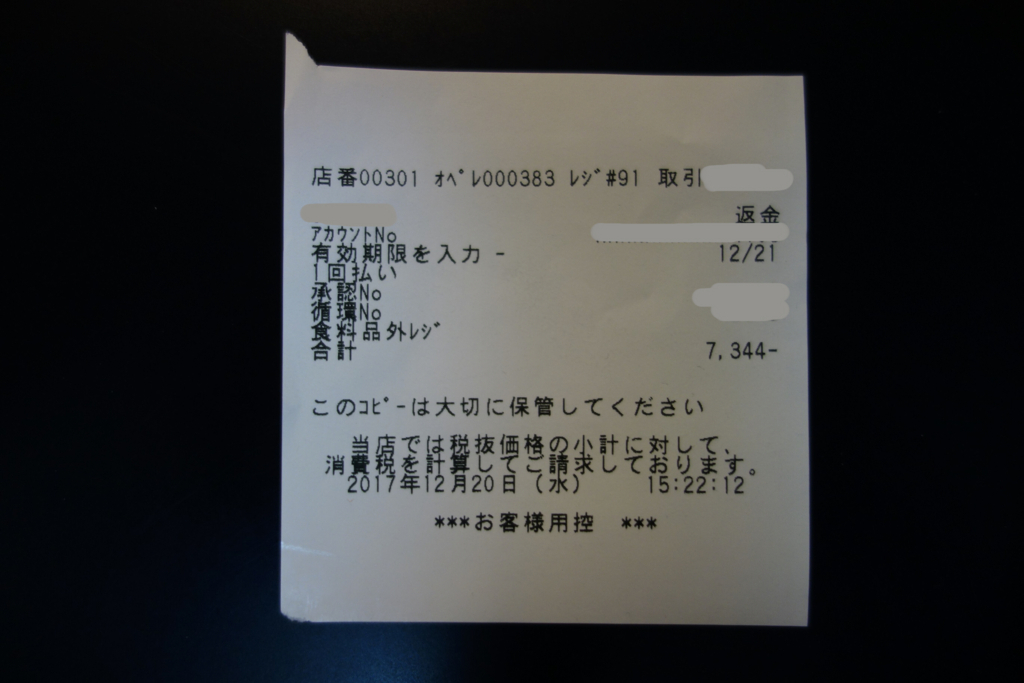 店番00301 ｵﾍﾟﾚ000383 ﾚｼﾞ#91 取引
返金
ｱｶｳﾝﾄNo
有効期限を入力 - 12/21
1回払い
承認No
循環No
食料品外ﾚｼﾞ
合計 7,344-
このｺﾋﾟｰは大切に保管してください
当店では税抜価格の小計に対して、
消費税を計算してご請求しております。
2017年12月20日（水） 15:22:12
***お客様用控 ***